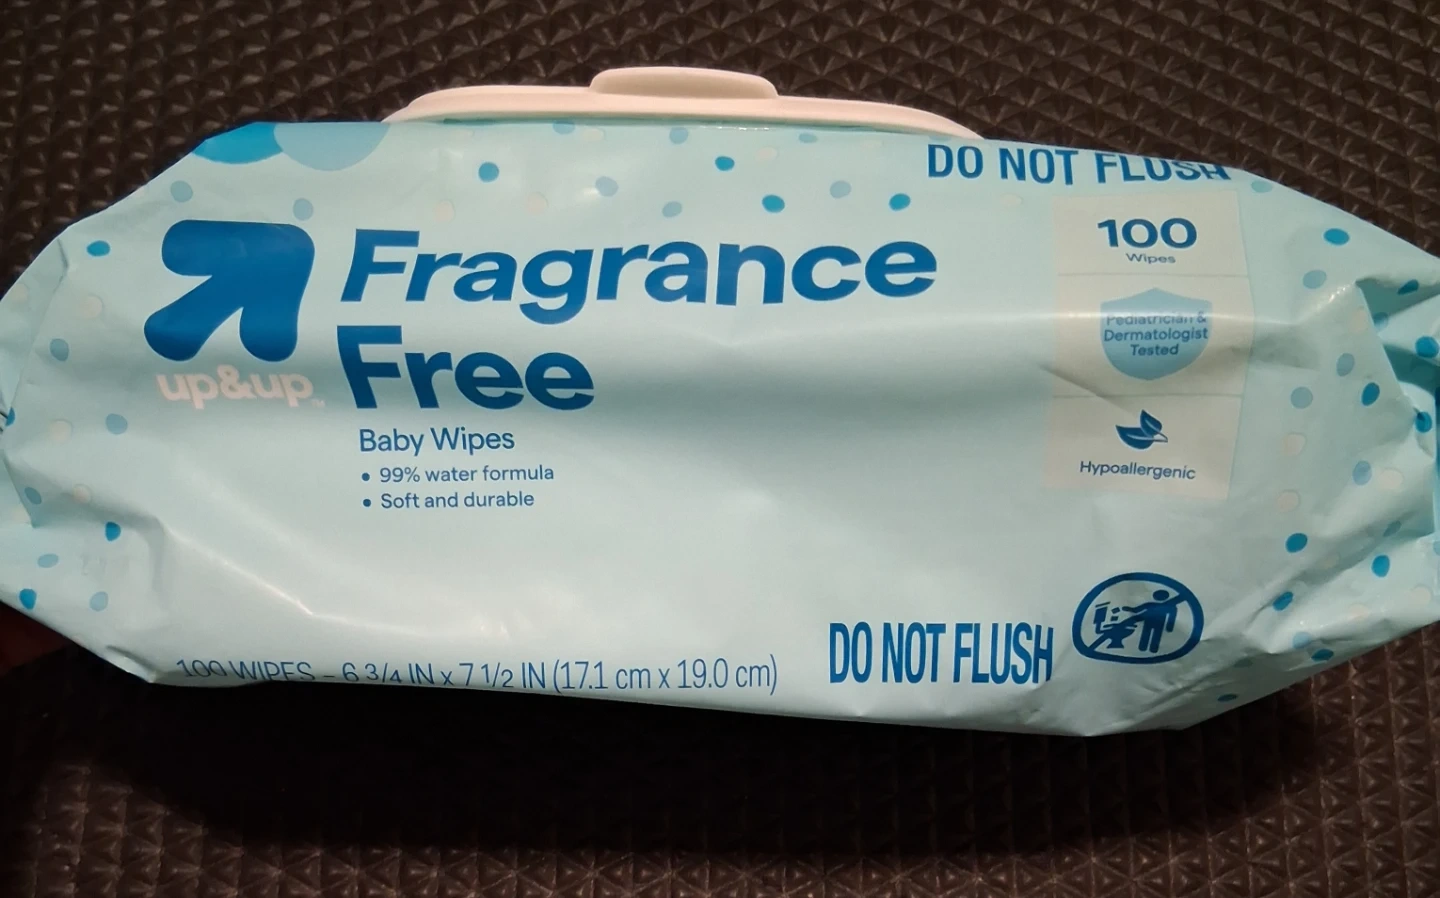 DO NOT FLUSH
100
Wipes
Pediatrician &
Dermatologist
Tested
Hypoallergenic
up&up™
Fragrance
Free
Baby Wipes
• 99% water formula
• Soft and durable
100 WIPES – 6 3/4 IN x 7 1/2 IN (17.1 cm x 19.0 cm)
DO NOT FLUSH